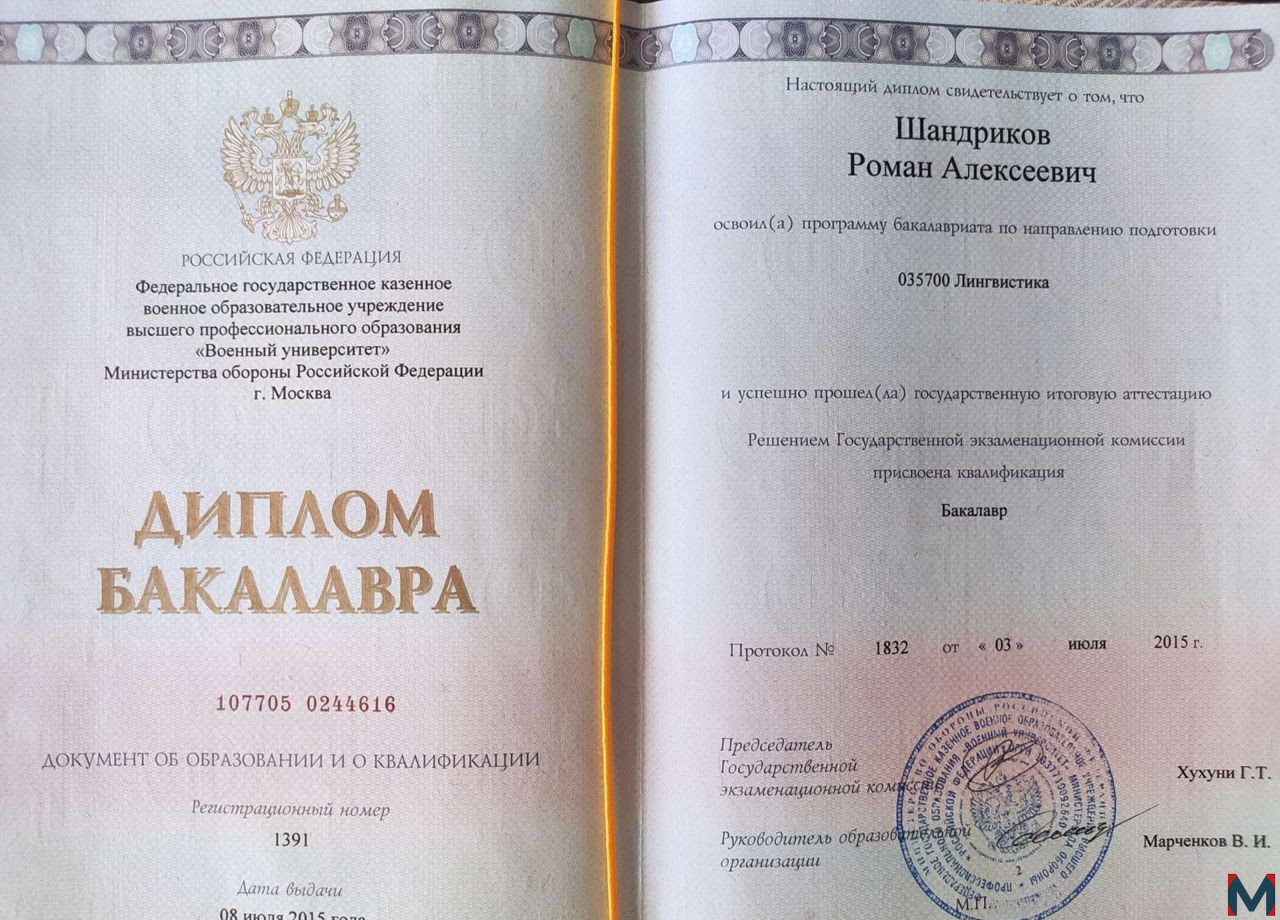 РОССИЙСКАЯ ФЕДЕРАЦИЯ
Федеральное государственное казенное
военное образовательное учреждение
высшего профессионального образования
«Военный университет»
Министерства обороны Российской Федерации
г. Москва
ДИПЛОМ
БАКАЛАВРА
107705 0244616
ДОКУМЕНТ ОБ ОБРАЗОВАНИИ И О КВАЛИФИКАЦИИ
Регистрационный номер
1391
Дата выдачи
08 июля 2015 года
Настоящий диплом свидетельствует о том, что
Шандриков
Роман Алексеевич
освоил(а) программу бакалавриата по направлению подготовки
035700 Лингвистика
и успешно прошел(ла) государственную итоговую аттестацию
Решением Государственной экзаменационной комиссии
присвоена квалификация
Бакалавр
Протокол № 1832 от « 03 » июля 2015 г.
Председатель
Государственной
экзаменационной комиссии
Хухуни Г.Т.
Руководитель образовательной
организации
Марченков В. И.
М.П.
М